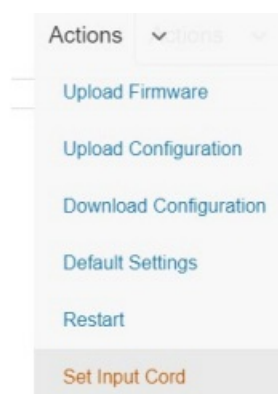 Actions
Upload Firmware
Upload Configuration
Download Configuration
Default Settings
Restart
Set Input Cord